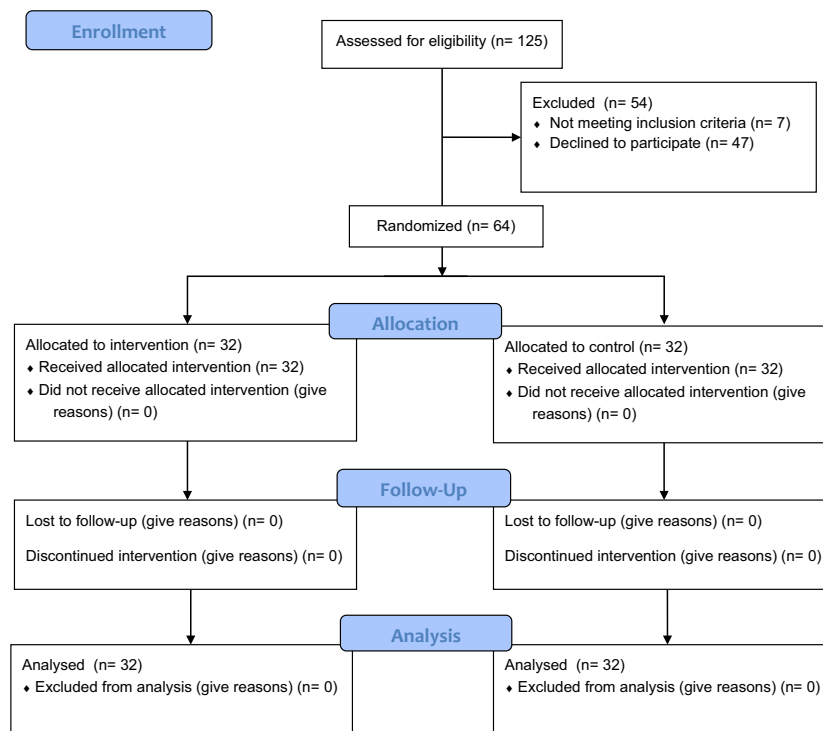 Enrollment
Assessed for eligibility (n= 125)
Excluded (n= 54)
♦ Not meeting inclusion criteria (n= 7)
♦ Declined to participate (n= 47)
Randomized (n= 64)
Allocation
Allocated to intervention (n= 32)
♦ Received allocated intervention (n= 32)
♦ Did not receive allocated intervention (give
reasons) (n= 0)
Allocated to control (n= 32)
♦ Received allocated intervention (n= 32)
♦ Did not receive allocated intervention (give
reasons) (n= 0)
Follow-Up
Lost to follow-up (give reasons) (n= 0)
Discontinued intervention (give reasons) (n= 0)
Lost to follow-up (give reasons) (n= 0)
Discontinued intervention (give reasons) (n= 0)
Analysis
Analysed (n= 32)
♦ Excluded from analysis (give reasons) (n= 0)
Analysed (n= 32)
♦ Excluded from analysis (give reasons) (n= 0)